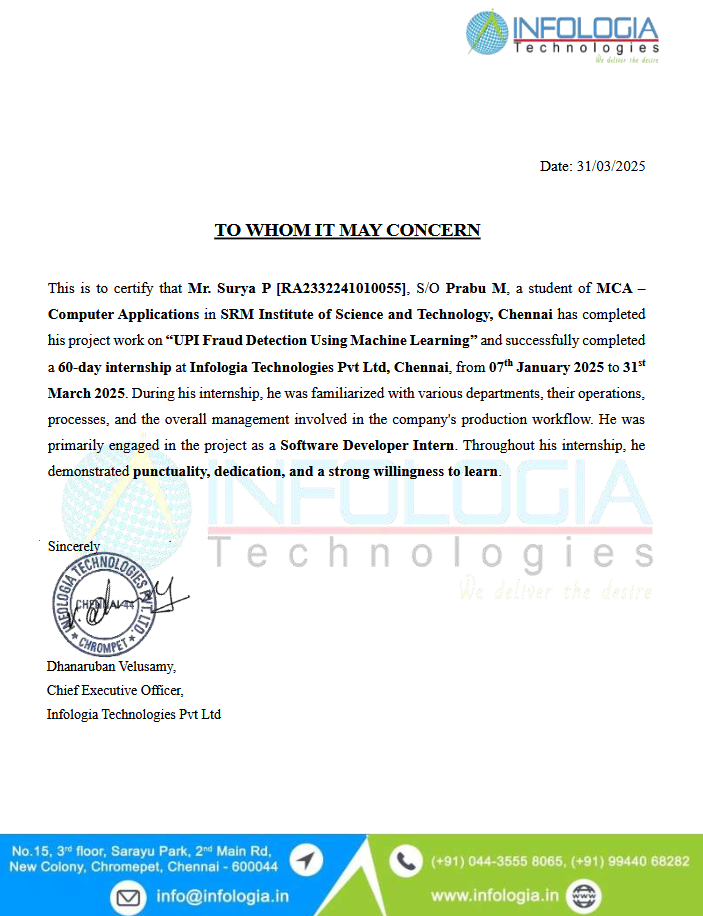 INFOLOGIA
Technologies
We deliver the desire
Date: 31/03/2025
TO WHOM IT MAY CONCERN
This is to certify that Mr. Surya P [RA2332241010055], S/O Prabu M, a student of MCA –
Computer Applications in SRM Institute of Science and Technology, Chennai has completed
his project work on “UPI Fraud Detection Using Machine Learning” and successfully completed
a 60-day internship at Infologia Technologies Pvt Ltd, Chennai, from 07th January 2025 to 31st
March 2025. During his internship, he was familiarized with various departments, their operations,
processes, and the overall management involved in the company's production workflow. He was
primarily engaged in the project as a Software Developer Intern. Throughout his internship, he
demonstrated punctuality, dedication, and a strong willingness to learn.
INFOLOGIA
Technologies
We deliver the desire
Sincerely
INFOLOGIA TECHNOLOGIES PVT. LTD.
CHROMPET
Dhanaruban Velusamy,
Chief Executive Officer,
Infologia Technologies Pvt Ltd
No.15, 3rd floor, Sarayu Park, 2nd Main Rd,
New Colony, Chromepet, Chennai - 600044
info@infologia.in
(+91) 044-3555 8065, (+91) 99440 68282
www.infologia.in